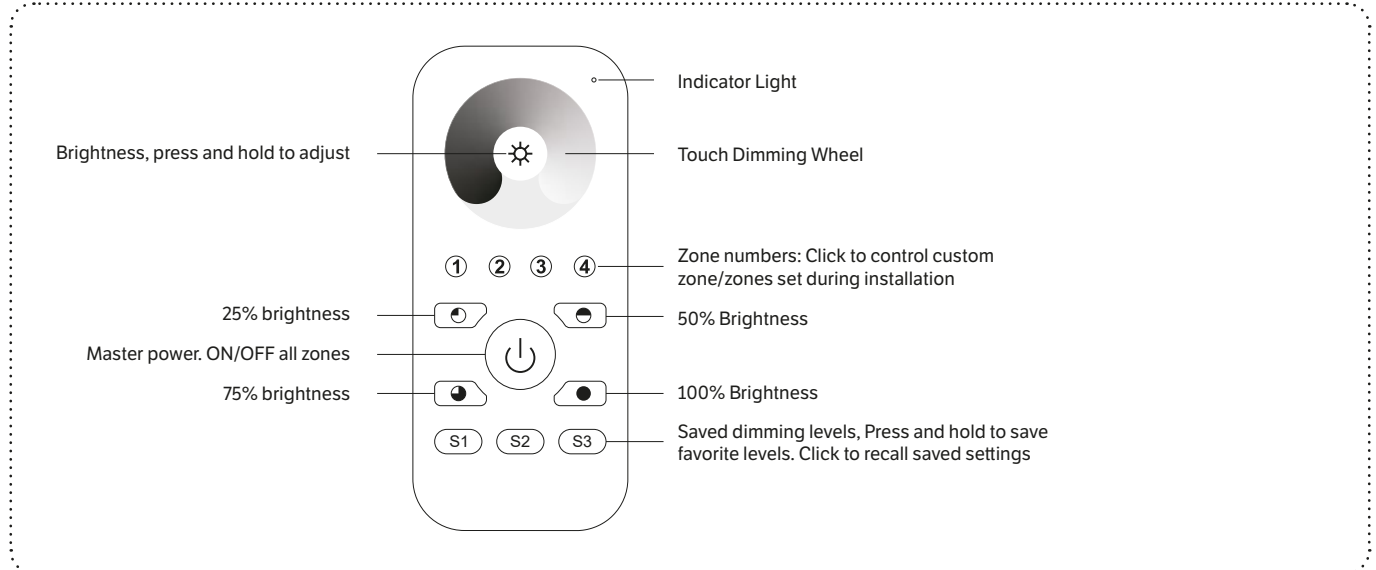 Indicator Light
Brightness, press and hold to adjust
Touch Dimming Wheel
1 2 3 4
Zone numbers: Click to control custom
zone/zones set during installation
25% brightness
50% Brightness
Master power. ON/OFF all zones
75% brightness
100% Brightness
S1 S2 S3
Saved dimming levels, Press and hold to save
favorite levels. Click to recall saved settings